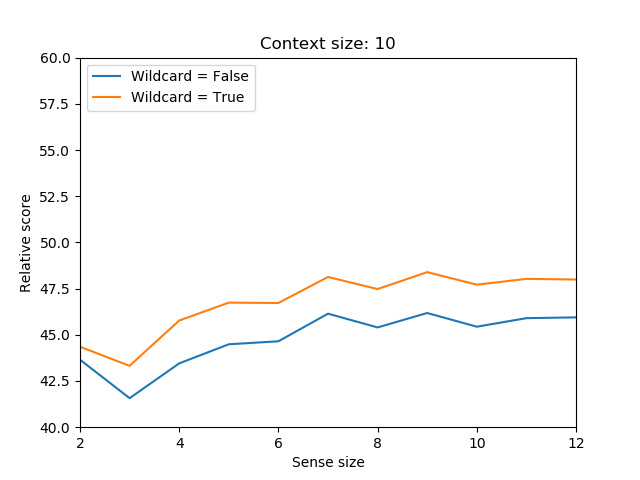 Context size: 10
Wildcard = False
Wildcard = True
Relative score
60.0
57.5
55.0
52.5
50.0
47.5
45.0
42.5
40.0
2 4 6 8 10 12
Sense size